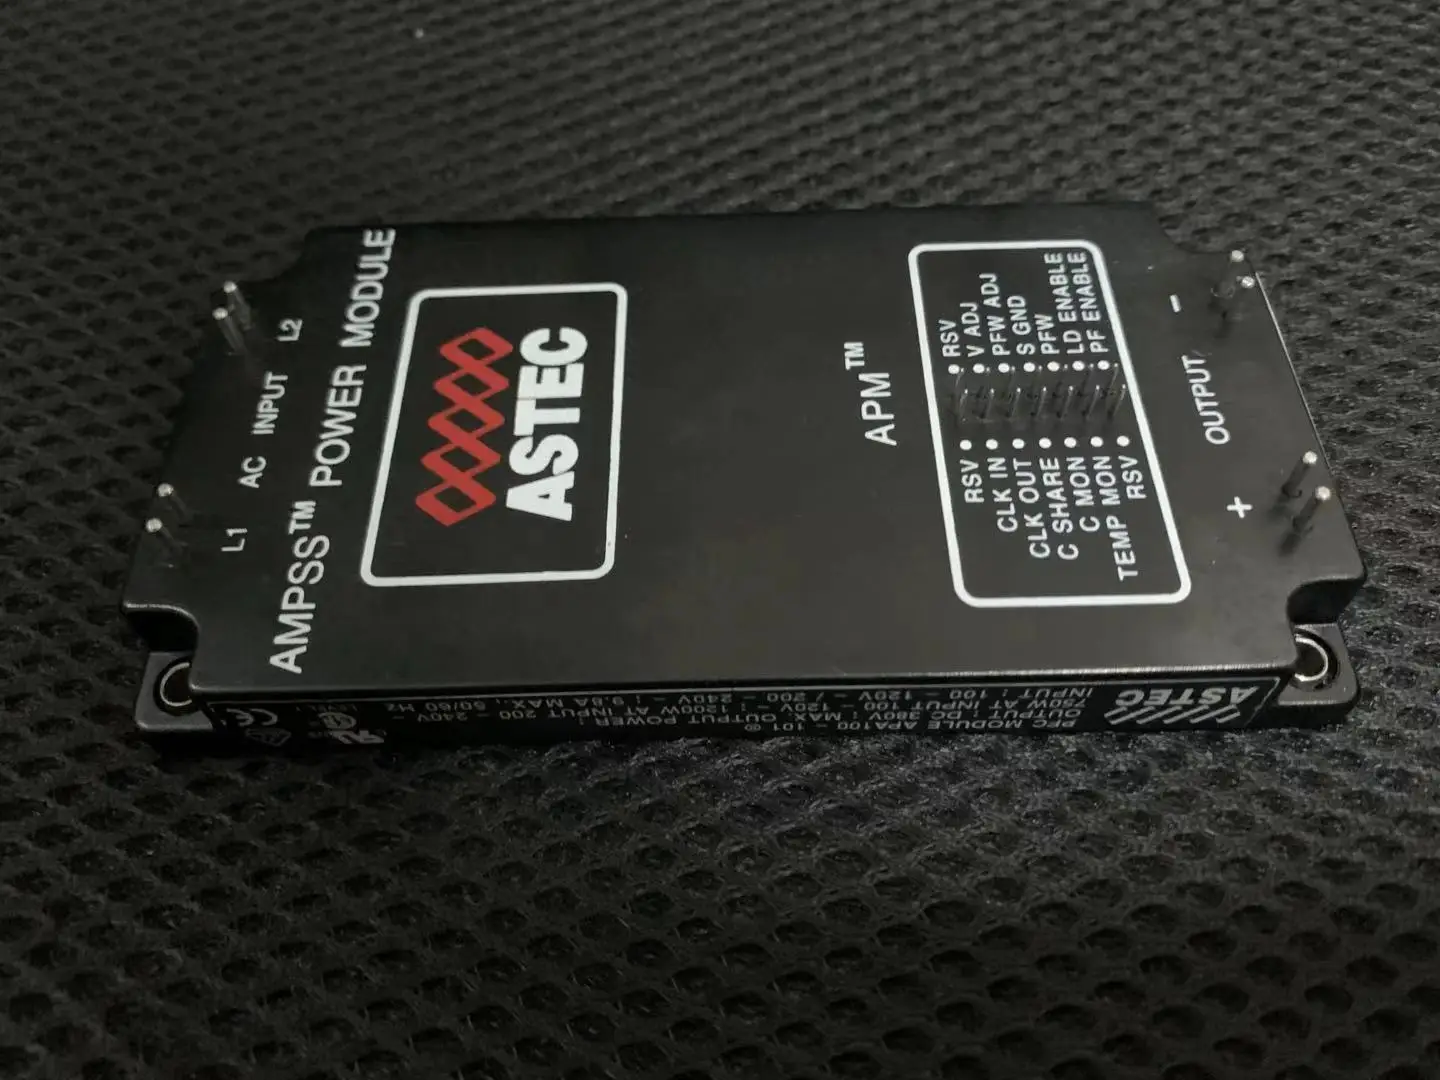 AMPSS™ POWER MODULE
L1 AC INPUT L2
ASTEC
APM™
RSV RSV
CLK IN V ADJ
CLK OUT PFW ADJ
C SHARE S GND
C MON PFW
TEMP MON LD ENABLE
RSV PF ENABLE
+ OUTPUT -
ASTEC
PFC MODULE APA100 - 101 ®
OUTPUT : DC 380V ; MAX. OUTPUT POWER
750W AT INPUT 100 - 120V~ ; 1200W AT INPUT 200 - 240V~
INPUT : 100 - 120V ~ / 200 - 240V ~ ; 9.8A MAX., 50/60 Hz
CE